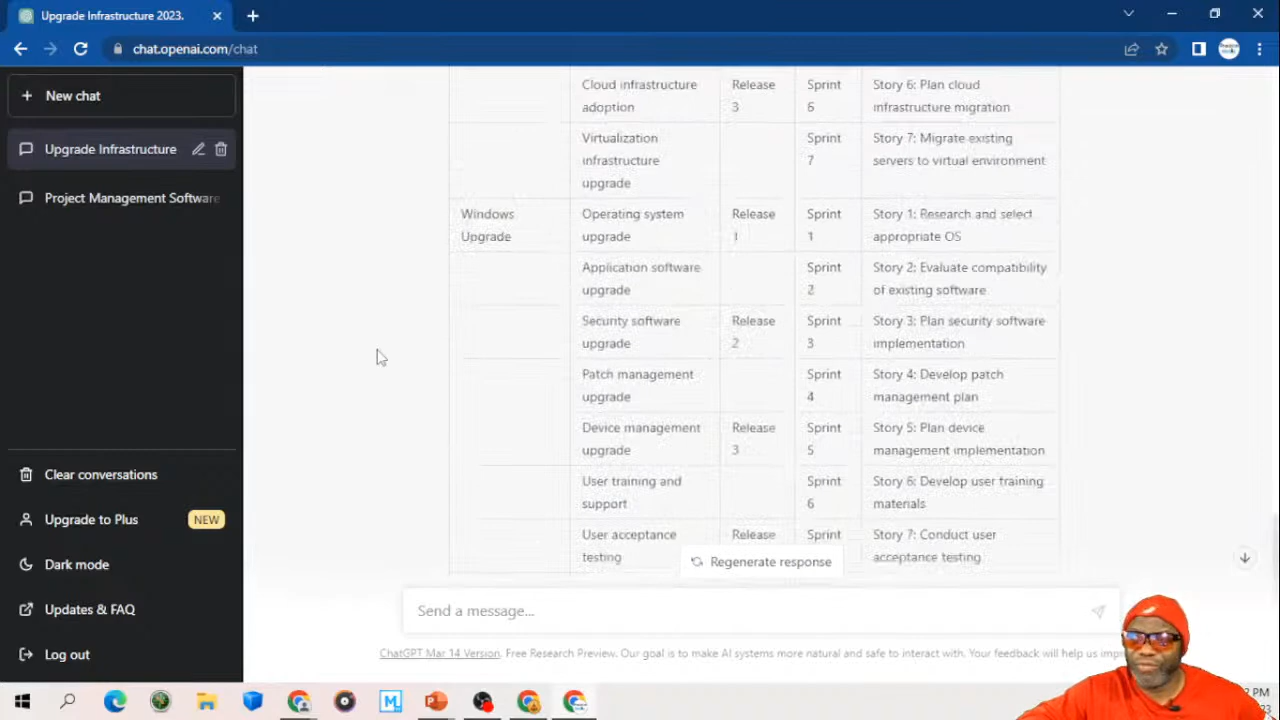 Upgrade Infrastructure 2023.
chat.openai.com/chat
New chat
Upgrade Infrastructure
Project Management Software
Clear conversations
Upgrade to Plus NEW
Dark mode
Updates & FAQ
Log out
Cloud infrastructure Release Sprint Story 6: Plan cloud
adoption 3 6 infrastructure migration
Virtualization Sprint Story 7: Migrate existing
infrastructure 7 servers to virtual environment
upgrade
Windows Operating system Release Sprint Story 1: Research and select
Upgrade upgrade 1 1 appropriate OS
Application software Sprint Story 2: Evaluate compatibility
upgrade 2 of existing software
Security software Release Sprint Story 3: Plan security software
upgrade 2 3 implementation
Patch management Sprint Story 4: Develop patch
upgrade 4 management plan
Device management Release Sprint Story 5: Plan device
upgrade 3 5 management implementation
User training and Sprint Story 6: Develop user training
support 6 materials
User acceptance Release Sprint Story 7: Conduct user
testing acceptance testing
Regenerate response
Send a message...
ChatGPT Mar 14 Version. Free Research Preview. Our goal is to make AI systems more natural and safe to interact with. Your feedback will help us
2 PM
23